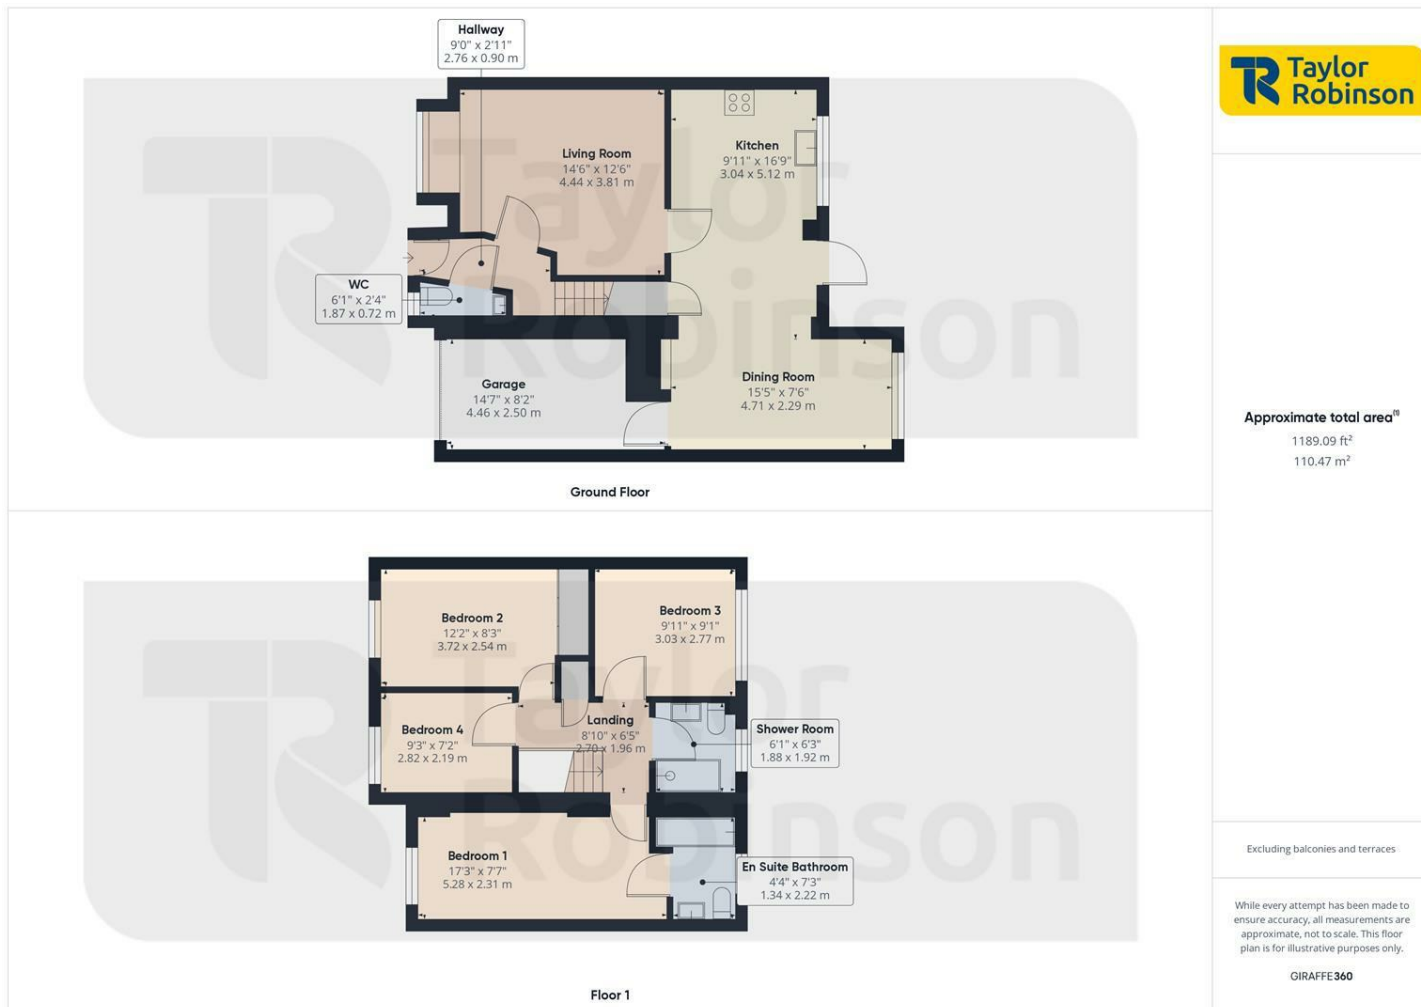 Hallway
9'0" x 2'11"
2.76 x 0.90 m
Living Room
14'6" x 12'6"
4.44 x 3.81 m
Kitchen
9'11" x 16'9"
3.04 x 5.12 m
WC
6'1" x 2'4"
1.87 x 0.72 m
Garage
14'7" x 8'2"
4.46 x 2.50 m
Dining Room
15'5" x 7'6"
4.71 x 2.29 m
Taylor
Robinson
Ground Floor
Bedroom 2
12'2" x 8'3"
3.72 x 2.54 m
Bedroom 3
9'11" x 9'1"
3.03 x 2.77 m
Bedroom 4
9'3" x 7'2"
2.82 x 2.19 m
Landing
8'10" x 6'5"
2.70 x 1.96 m
Shower Room
6'1" x 6'3"
1.88 x 1.92 m
Bedroom 1
17'3" x 7'7"
5.28 x 2.31 m
En Suite Bathroom
4'4" x 7'3"
1.34 x 2.22 m
Taylor
Robinson
Floor 1
TR Taylor
Robinson
Approximate total area⁽¹⁾
1189.09 ft²
110.47 m²
Excluding balconies and terraces
While every attempt has been made to
ensure accuracy, all measurements are
approximate, not to scale. This floor
plan is for illustrative purposes only.
GIRAFFE360